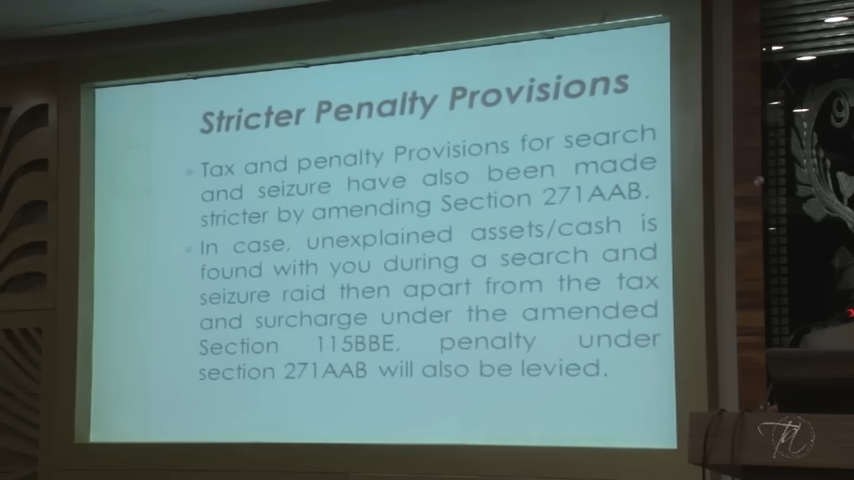 Stricter Penalty Provisions
Tax and penalty Provisions for search
and seizure have also been made
stricter by amending Section 271AAB.
In case, unexplained assets/cash is
found with you during a search and
seizure raid then apart from the tax
and surcharge under the amended
Section 115BBE, penalty under
section 271AAB will also be levied.